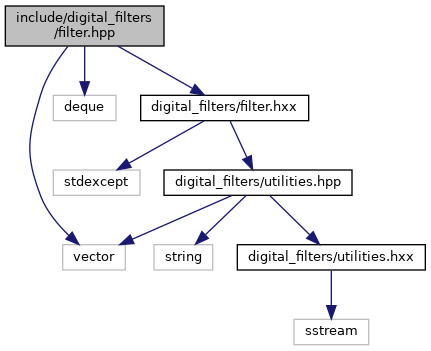 include/digital_filters
/filter.hpp
deque
digital_filters/filter.hxx
stdexcept
digital_filters/utilities.hpp
vector
string
digital_filters/utilities.hxx
sstream